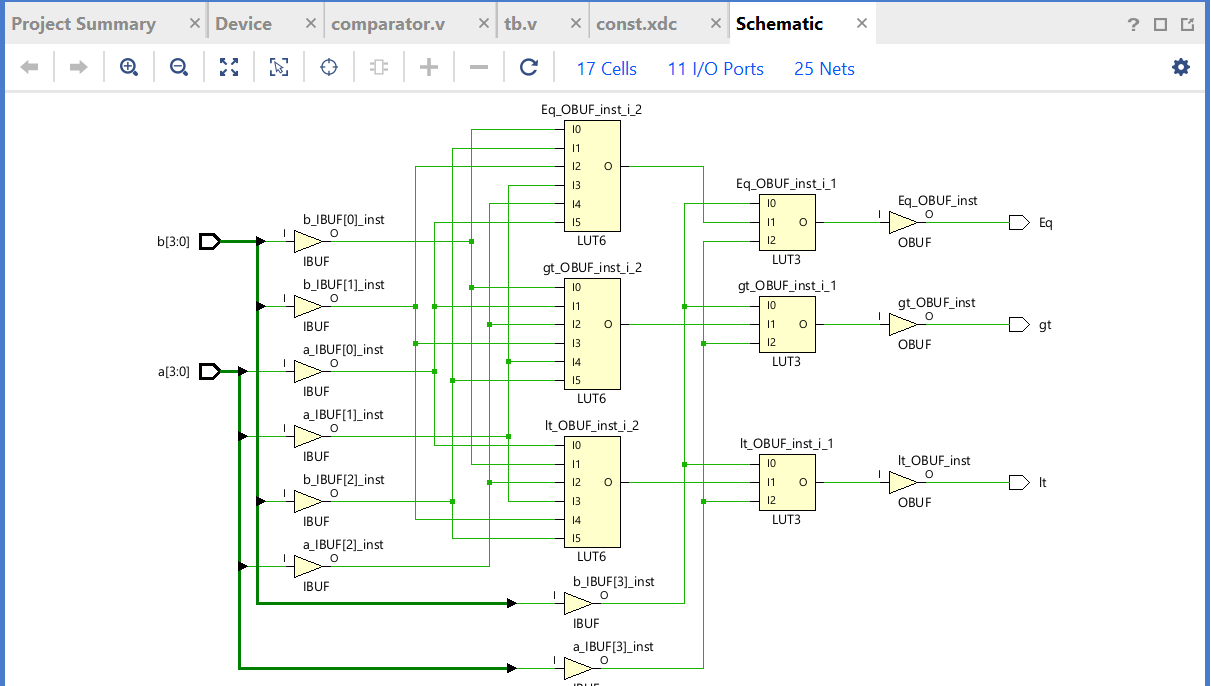 Project Summary × Device × comparator.v × tb.v × const.xdc × Schematic ×
17 Cells 11 I/O Ports 25 Nets
Eq_OBUF_inst_i_2
I0
I1
I2 O
I3
I4
I5
LUT6
Eq_OBUF_inst_i_1
I0
I1 O
I2
LUT3
Eq_OBUF_inst
I O
OBUF
Eq
b_IBUF[0]_inst
b[3:0]
I O
IBUF
gt_OBUF_inst_i_2
I0
I1
I2 O
I3
I4
I5
LUT6
gt_OBUF_inst_i_1
I0
I1 O
I2
LUT3
gt_OBUF_inst
I O
OBUF
gt
b_IBUF[1]_inst
I O
IBUF
a_IBUF[0]_inst
a[3:0]
I O
IBUF
a_IBUF[1]_inst
I O
IBUF
lt_OBUF_inst_i_2
I0
I1
I2 O
I3
I4
I5
LUT6
lt_OBUF_inst_i_1
I0
I1 O
I2
LUT3
lt_OBUF_inst
I O
OBUF
lt
b_IBUF[2]_inst
I O
IBUF
a_IBUF[2]_inst
I O
IBUF
b_IBUF[3]_inst
I O
IBUF
a_IBUF[3]_inst
I O